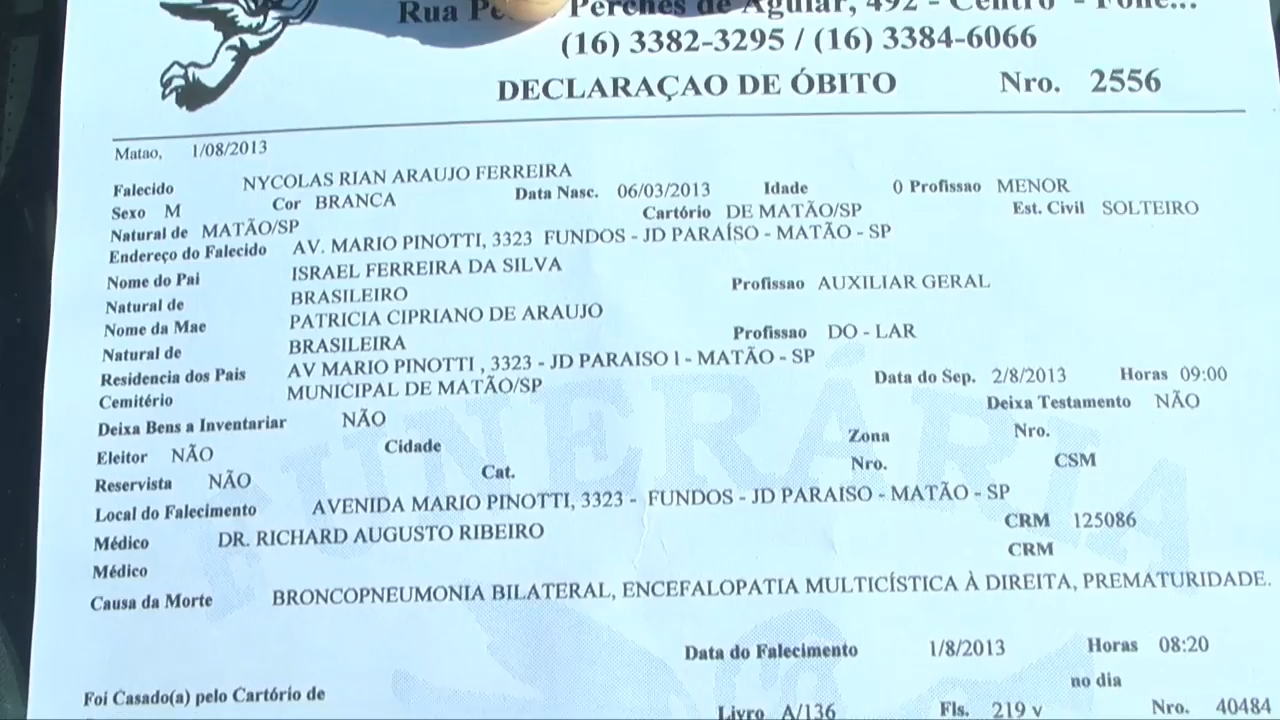 Rua Perches de Aguiar, 492 - Centro - Fone...
(16) 3382-3295 / (16) 3384-6066
DECLARAÇAO DE ÓBITO Nro. 2556
Matao, 1/08/2013
Falecido NYCOLAS RIAN ARAUJO FERREIRA
Sexo M Cor BRANCA Data Nasc. 06/03/2013 Idade 0 Profissao MENOR
Natural de MATÃO/SP Cartório DE MATÃO/SP Est. Civil SOLTEIRO
Endereço do Falecido AV. MARIO PINOTTI, 3323 FUNDOS - JD PARAÍSO - MATÃO - SP
Nome do Pai ISRAEL FERREIRA DA SILVA
Natural de BRASILEIRO Profissao AUXILIAR GERAL
Nome da Mae PATRICIA CIPRIANO DE ARAUJO
Natural de BRASILEIRA Profissao DO - LAR
Residencia dos Pais AV MARIO PINOTTI , 3323 - JD PARAISO I - MATÃO - SP
Cemitério MUNICIPAL DE MATÃO/SP Data do Sep. 2/8/2013 Horas 09:00
Deixa Bens a Inventariar NÃO Deixa Testamento NÃO
Eleitor NÃO Cidade Zona Nro.
Reservista NÃO Cat. Nro. CSM
Local do Falecimento AVENIDA MARIO PINOTTI, 3323 - FUNDOS - JD PARAISO - MATÃO - SP
Médico DR. RICHARD AUGUSTO RIBEIRO CRM 125086
Médico CRM
Causa da Morte BRONCOPNEUMONIA BILATERAL, ENCEFALOPATIA MULTICÍSTICA À DIREITA, PREMATURIDADE.
Data do Falecimento 1/8/2013 Horas 08:20
Foi Casado(a) pelo Cartório de no dia
Livro A/136 Fls. 219 v Nro. 40484
FUNERÁRIA